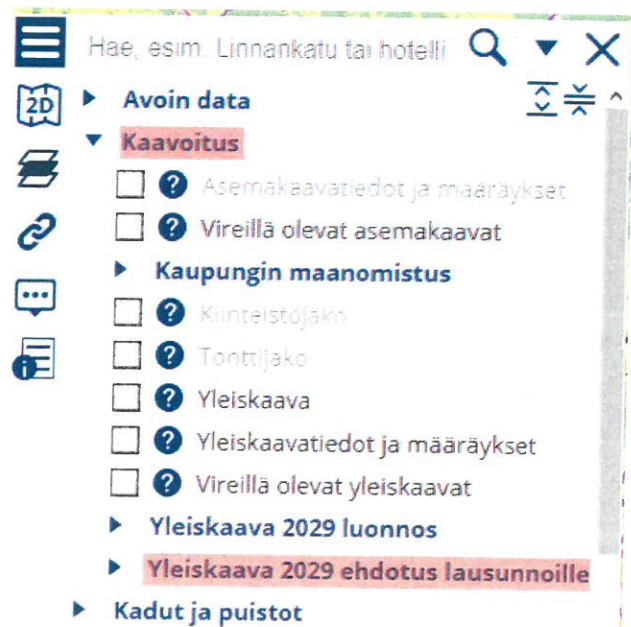 Hae, esim. Linnankatu tai hotelli
2D
Avoin data
Kaavoitus
? Asemakaavatiedot ja määräykset
? Vireillä olevat asemakaavat
Kaupungin maanomistus
? Kiinteistöjako
? Tonttijako
? Yleiskaava
? Yleiskaavatiedot ja määräykset
? Vireillä olevat yleiskaavat
Yleiskaava 2029 luonnos
Yleiskaava 2029 ehdotus lausunnoille
Kadut ja puistot